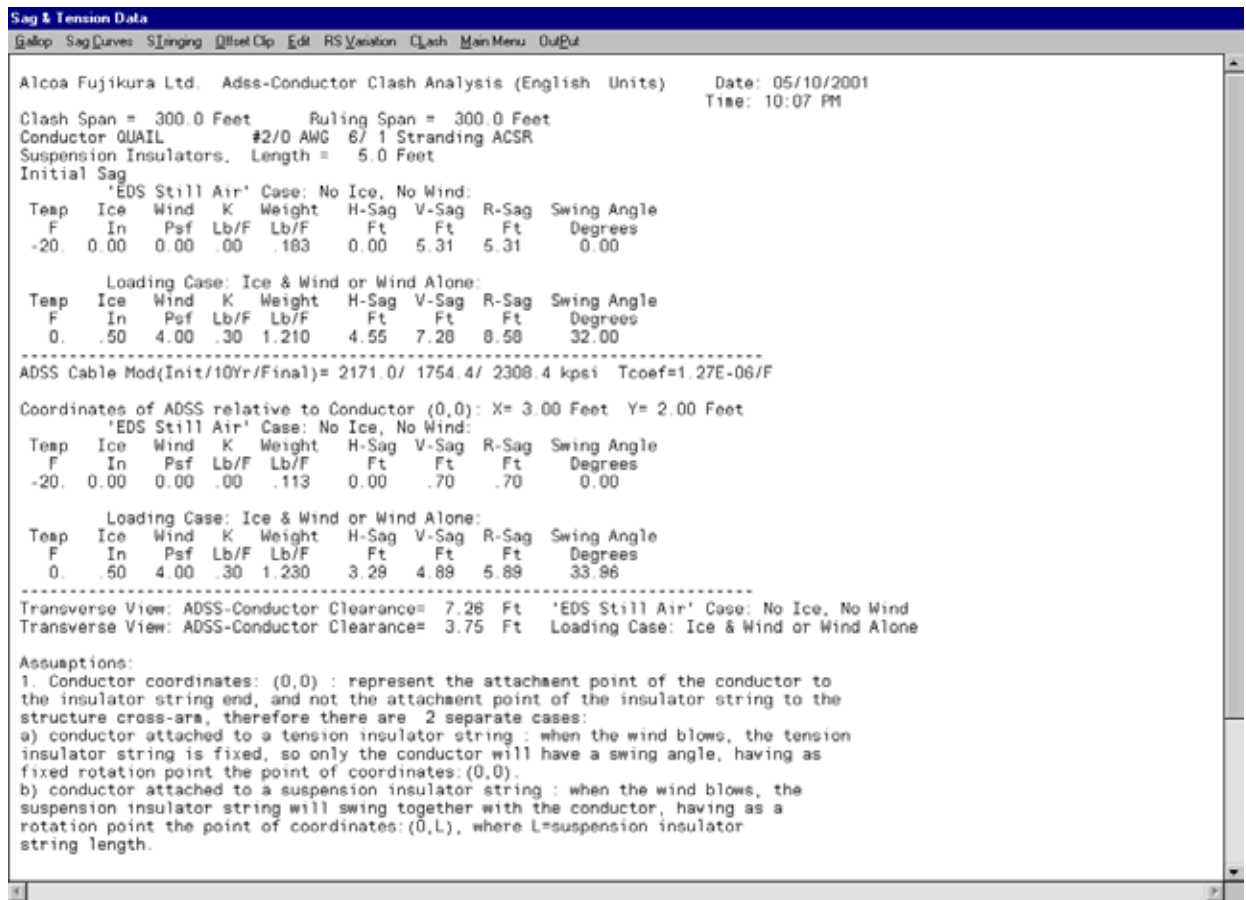 Sag & Tension Data
Gallop Sag Curves STringing Offset Clip Edit RS Variation CLash Main Menu OutPut
Alcoa Fujikura Ltd. Adss-Conductor Clash Analysis (English Units) Date: 05/10/2001
Time: 10:07 PM
Clash Span = 300.0 Feet Ruling Span = 300.0 Feet
Conductor QUAIL #2/0 AWG 6/ 1 Stranding ACSR
Suspension Insulators, Length = 5.0 Feet
Initial Sag
'EDS Still Air' Case: No Ice, No Wind:
Temp Ice Wind K Weight H-Sag V-Sag R-Sag Swing Angle
F In Psf Lb/F Lb/F Ft Ft Ft Degrees
-20. 0.00 0.00 .00 .183 0.00 5.31 5.31 0.00
Loading Case: Ice & Wind or Wind Alone:
Temp Ice Wind K Weight H-Sag V-Sag R-Sag Swing Angle
F In Psf Lb/F Lb/F Ft Ft Ft Degrees
0. .50 4.00 .30 1.210 4.55 7.28 8.58 32.00
ADSS Cable Mod(Init/10Yr/Final)= 2171.0/ 1754.4/ 2308.4 kpsi Tcoef=1.27E-06/F
Coordinates of ADSS relative to Conductor (0,0): X= 3.00 Feet Y= 2.00 Feet
'EDS Still Air' Case: No Ice, No Wind:
Temp Ice Wind K Weight H-Sag V-Sag R-Sag Swing Angle
F In Psf Lb/F Lb/F Ft Ft Ft Degrees
-20. 0.00 0.00 .00 .113 0.00 .70 .70 0.00
Loading Case: Ice & Wind or Wind Alone:
Temp Ice Wind K Weight H-Sag V-Sag R-Sag Swing Angle
F In Psf Lb/F Lb/F Ft Ft Ft Degrees
0. .50 4.00 .30 1.230 3.29 4.89 5.89 33.96
Transverse View: ADSS-Conductor Clearance= 7.26 Ft 'EDS Still Air' Case: No Ice, No Wind
Transverse View: ADSS-Conductor Clearance= 3.75 Ft Loading Case: Ice & Wind or Wind Alone
Assumptions:
1. Conductor coordinates: (0,0) : represent the attachment point of the conductor to
the insulator string end, and not the attachment point of the insulator string to the
structure cross-arm, therefore there are 2 separate cases:
a) conductor attached to a tension insulator string : when the wind blows, the tension
insulator string is fixed, so only the conductor will have a swing angle, having as
fixed rotation point the point of coordinates:(0,0).
b) conductor attached to a suspension insulator string : when the wind blows, the
suspension insulator string will swing together with the conductor, having as a
rotation point the point of coordinates:(0,L), where L=suspension insulator
string length.